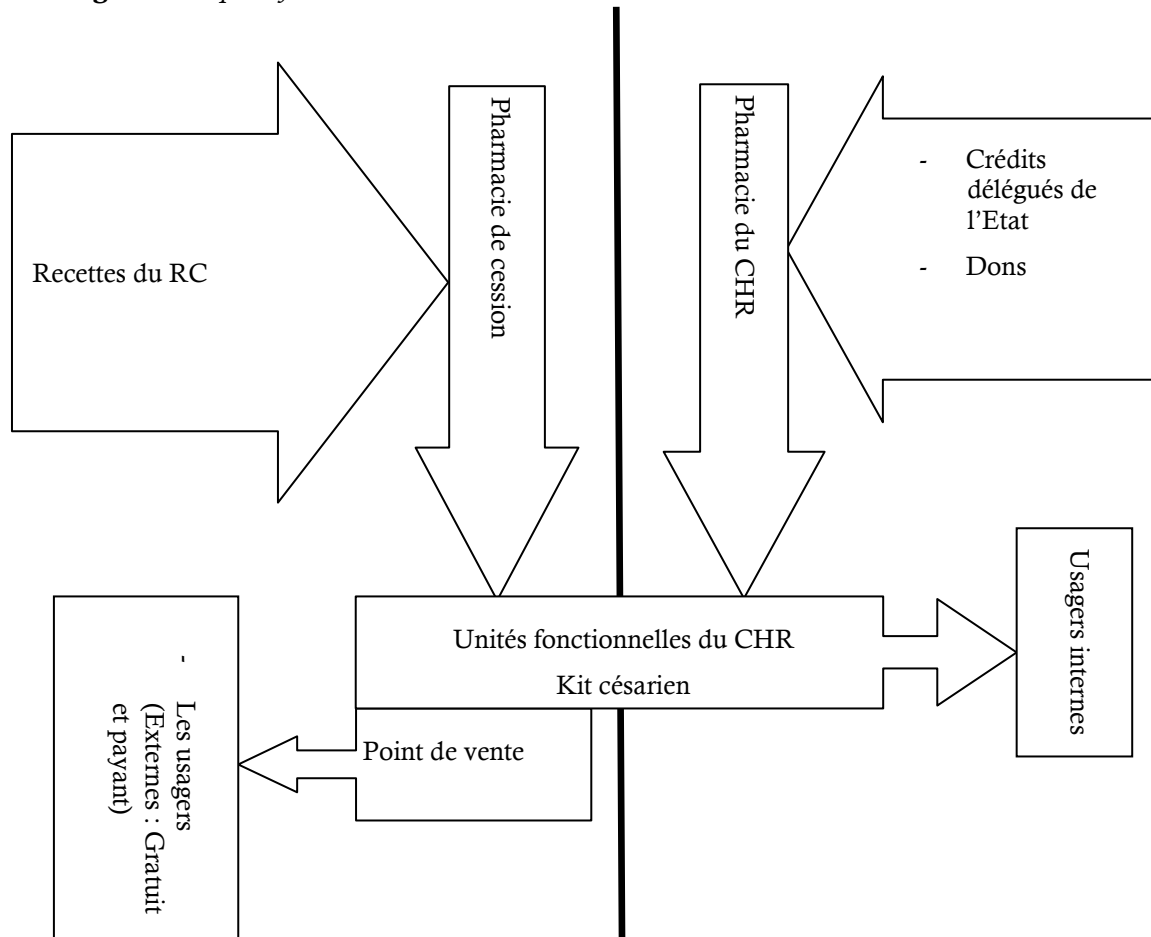 Pharmacie de cession
Pharmacie du CHR
- Crédits
délégués de
l'Etat
- Dons
Recettes du RC
Usagers internes
Unités fonctionnelles du CHR
Kit césarien
Point de vente
- Les usagers
(Externes : Gratuit
et payant)